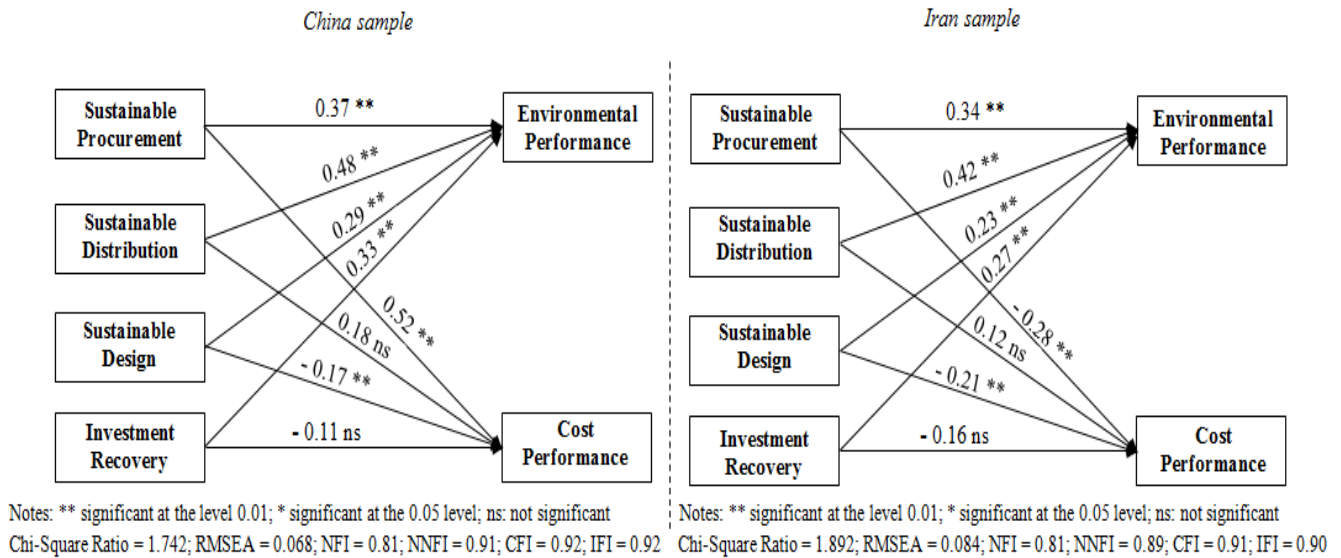 China sample
Sustainable
Procurement
Sustainable
Distribution
Sustainable
Design
Investment
Recovery
0.37 **
0.48 **
0.29 **
0.33 **
0.52 **
0.18 ns
- 0.17 **
- 0.11 ns
Environmental
Performance
Cost
Performance
Notes: ** significant at the level 0.01; * significant at the 0.05 level; ns: not significant
Chi-Square Ratio = 1.742; RMSEA = 0.068; NFI = 0.81; NNFI = 0.91; CFI = 0.92; IFI = 0.92
Iran sample
Sustainable
Procurement
Sustainable
Distribution
Sustainable
Design
Investment
Recovery
0.34 **
0.42 **
0.23 **
0.27 **
- 0.28 **
0.12 ns
- 0.21 **
- 0.16 ns
Environmental
Performance
Cost
Performance
Notes: ** significant at the level 0.01; * significant at the 0.05 level; ns: not significant
Chi-Square Ratio = 1.892; RMSEA = 0.084; NFI = 0.81; NNFI = 0.89; CFI = 0.91; IFI = 0.90